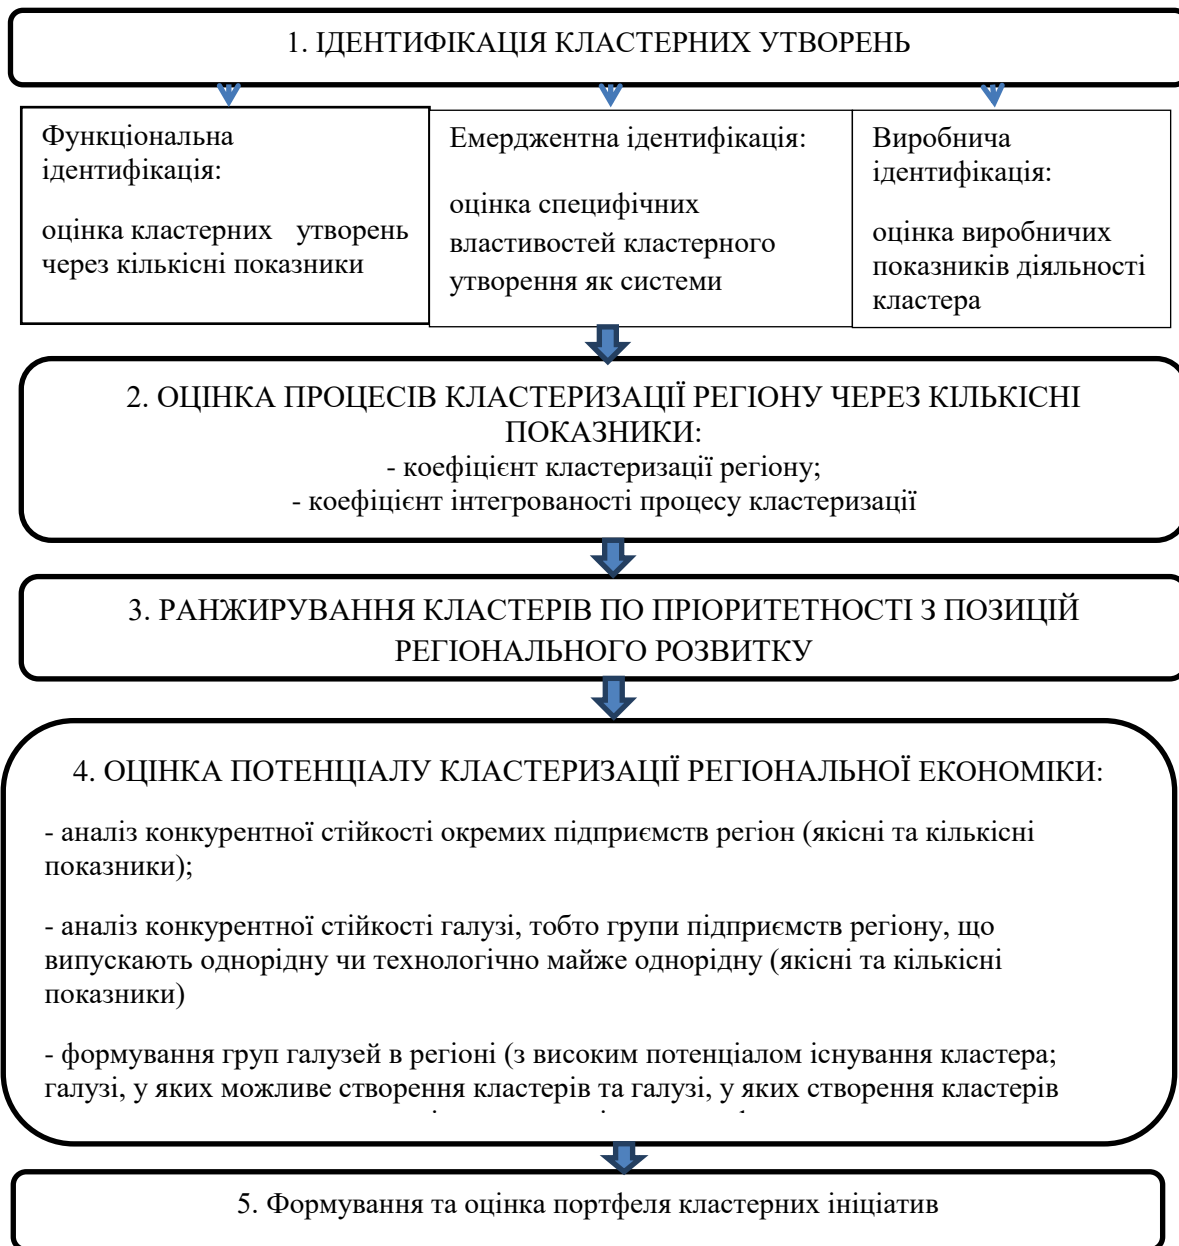 1. ІДЕНТИФІКАЦІЯ КЛАСТЕРНИХ УТВОРЕНЬ
Функціональна
ідентифікація:
оцінка кластерних утворень
через кількісні показники
Емерджентна ідентифікація:
оцінка специфічних
властивостей кластерного
утворення як системи
Виробнича
ідентифікація:
оцінка виробничих
показників діяльності
кластера
2. ОЦІНКА ПРОЦЕСІВ КЛАСТЕРИЗАЦІЇ РЕГІОНУ ЧЕРЕЗ КІЛЬКІСНІ
ПОКАЗНИКИ:
- коефіцієнт кластеризації регіону;
- коефіцієнт інтегрованості процесу кластеризації
3. РАНЖИРУВАННЯ КЛАСТЕРІВ ПО ПРІОРИТЕТНОСТІ З ПОЗИЦІЙ
РЕГІОНАЛЬНОГО РОЗВИТКУ
4. ОЦІНКА ПОТЕНЦІАЛУ КЛАСТЕРИЗАЦІЇ РЕГІОНАЛЬНОЇ ЕКОНОМІКИ:
- аналіз конкурентної стійкості окремих підприємств регіон (якісні та кількісні
показники);
- аналіз конкурентної стійкості галузі, тобто групи підприємств регіону, що
випускають однорідну чи технологічно майже однорідну (якісні та кількісні
показники)
- формування груп галузей в регіоні (з високим потенціалом існування кластера;
галузі, у яких можливе створення кластерів та галузі, у яких створення кластерів
5. Формування та оцінка портфеля кластерних ініціатив